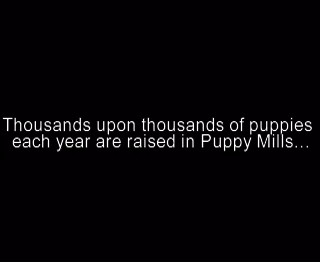 Thousands upon thousands of puppies
each year are raised in Puppy Mills...